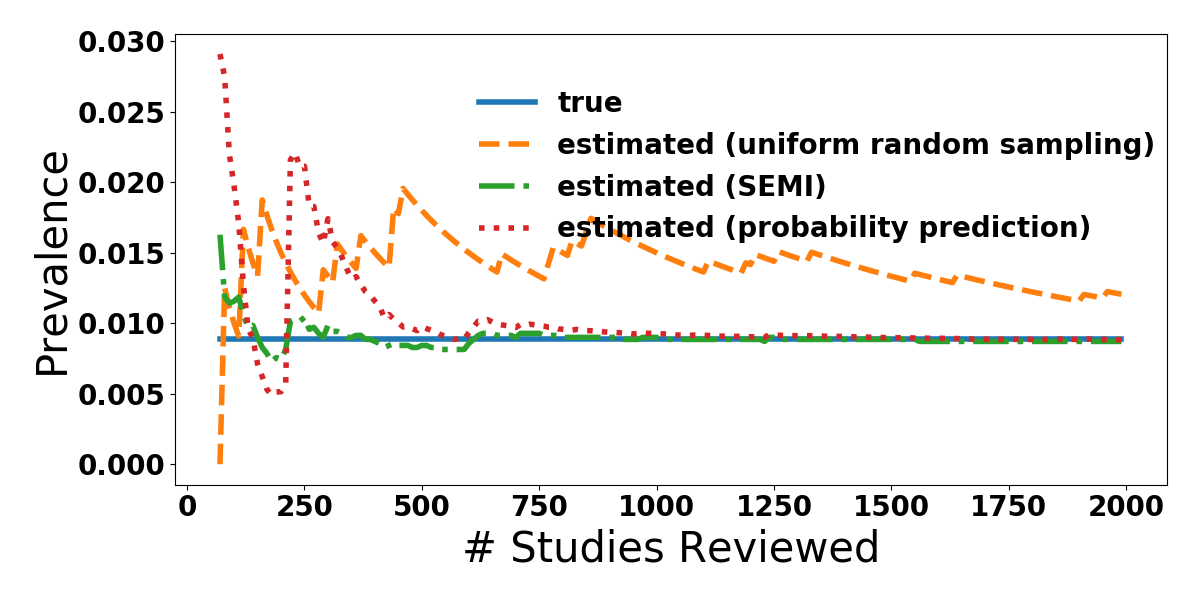 0.030
0.025
0.020
0.015
0.010
0.005
0.000
Prevalence
true
estimated (uniform random sampling)
estimated (SEMI)
estimated (probability prediction)
0 250 500 750 1000 1250 1500 1750 2000
# Studies Reviewed